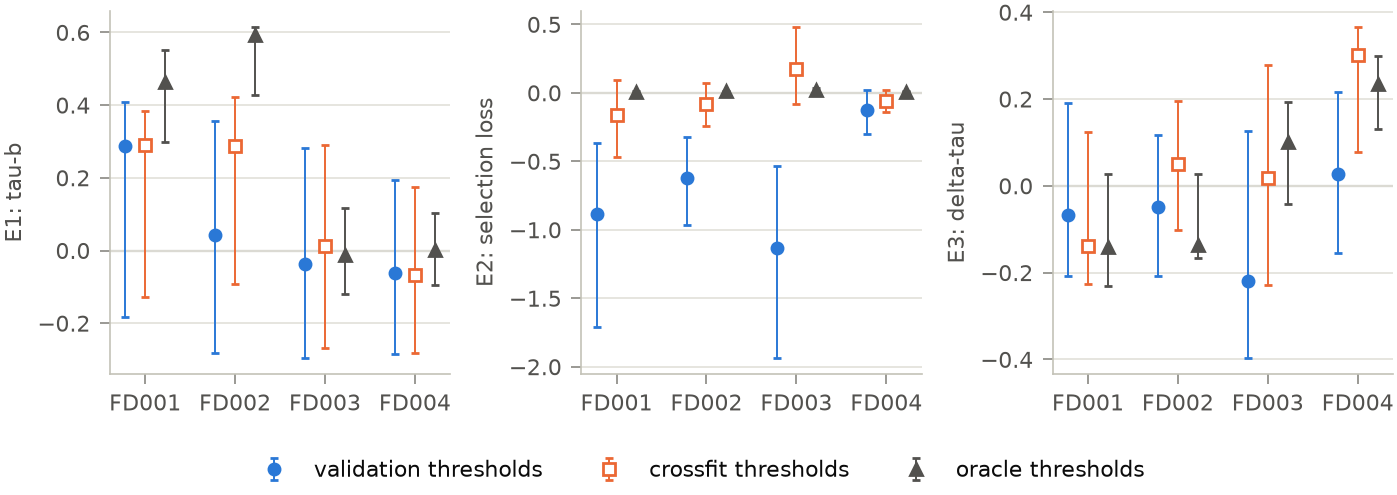 E1: tau-b
0.6
0.4
0.2
0.0
−0.2
FD001 FD002 FD003 FD004
E2: selection loss
0.5
0.0
−0.5
−1.0
−1.5
−2.0
FD001 FD002 FD003 FD004
E3: delta-tau
0.4
0.2
0.0
−0.2
−0.4
FD001 FD002 FD003 FD004
validation thresholds crossfit thresholds oracle thresholds